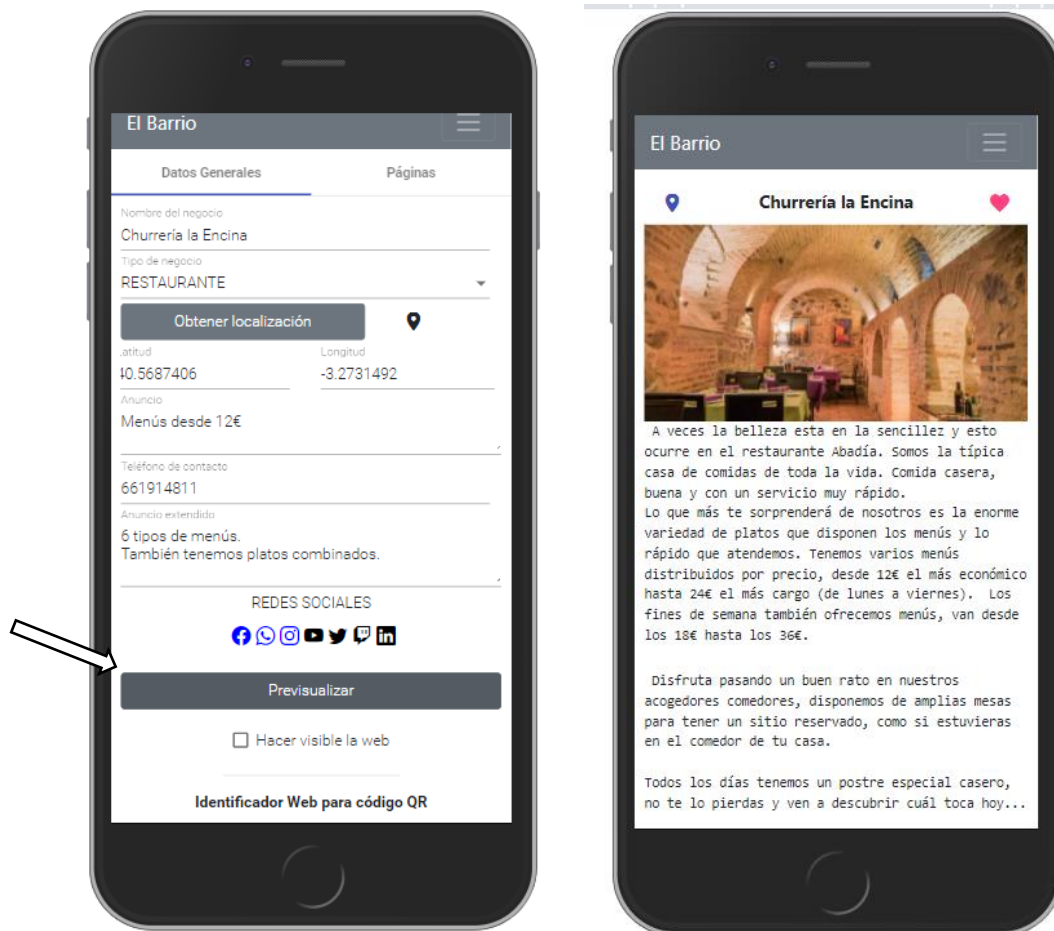 El Barrio
Datos Generales
Páginas
Nombre del negocio
Churrería la Encina
Tipo de negocio
RESTAURANTE
Obtener localización
Latitud
Longitud
40.5687406
-3.2731492
Anuncio
Menús desde 12€
Teléfono de contacto
661914811
Anuncio extendido
6 tipos de menús.
También tenemos platos combinados.
REDES SOCIALES
Previsualizar
Hacer visible la web
Identificador Web para código QR
El Barrio
Churrería la Encina
A veces la belleza esta en la sencillez y esto
ocurre en el restaurante Abadía. Somos la típica
casa de comidas de toda la vida. Comida casera,
buena y con un servicio muy rápido.
Lo que más te sorprenderá de nosotros es la enorme
variedad de platos que disponen los menús y lo
rápido que atendemos. Tenemos varios menús
distribuidos por precio, desde 12€ el más económico
hasta 24€ el más cargo (de lunes a viernes).  Los
fines de semana también ofrecemos menús, van desde
los 18€ hasta los 36€.
Disfruta pasando un buen rato en nuestros
acogedores comedores, disponemos de amplias mesas
para tener un sitio reservado, como si estuvieras
en el comedor de tu casa.
Todos los días tenemos un postre especial casero,
no te lo pierdas y ven a descubrir cuál toca hoy...